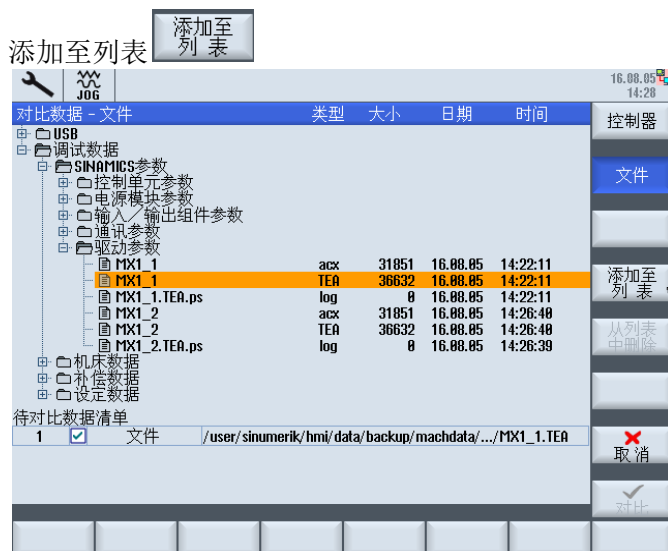 添加至列表 添加至
列 表
JOG
16.08.05
14:28
对比数据 - 文件 类型 大小 日期 时间
USB
调试数据
SINAMICS参数
控制单元参数
电源模块参数
输入／输出组件参数
通讯参数
驱动参数
MX1_1 acx 31851 16.08.05 14:22:11
MX1_1 TEA 36632 16.08.05 14:22:11
MX1_1.TEA.ps log 0 16.08.05 14:22:11
MX1_2 acx 31851 16.08.05 14:26:40
MX1_2 TEA 36632 16.08.05 14:26:40
MX1_2.TEA.ps log 0 16.08.05 14:26:39
机床数据
补偿数据
设定数据
待对比数据清单
1 文件 /user/sinumerik/hmi/data/backup/machdata/.../MX1_1.TEA
控制器
文件
添加至
列 表
从列表
中删除
取消
对比